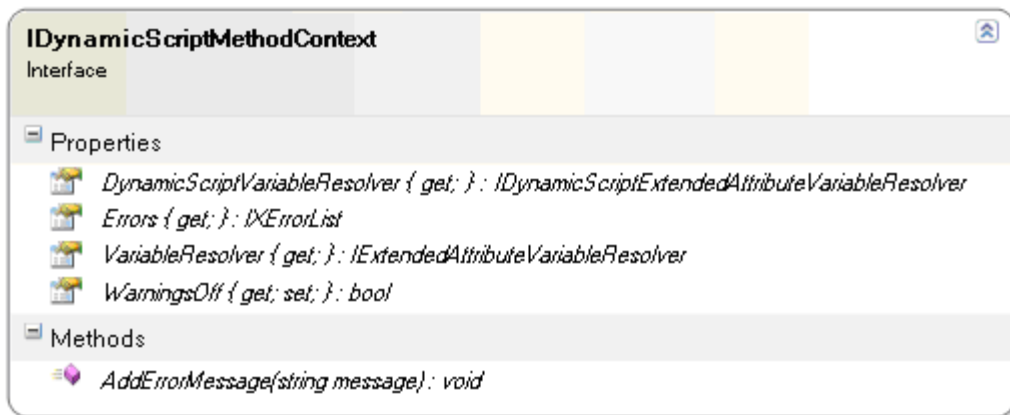 IDynamicScriptMethodContext
Interface
Properties
DynamicScriptVariableResolver { get; } : IDynamicScriptExtendedAttributeVariableResolver
Errors { get; } : IXErrorList
VariableResolver { get; } : IExtendedAttributeVariableResolver
WarningsOff { get; set; } : bool
Methods
AddErrorMessage(string message) : void